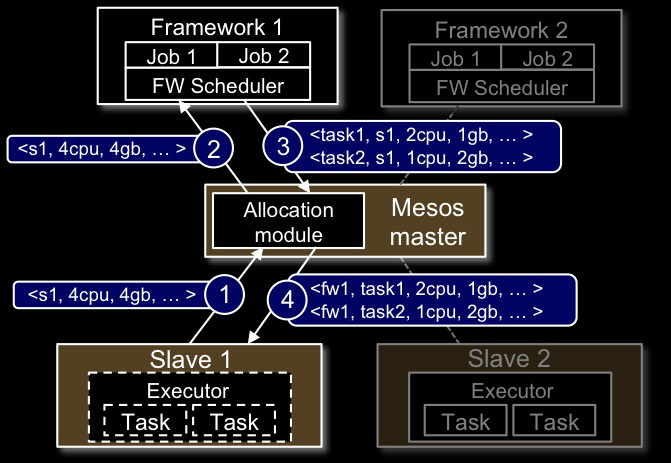 Framework 1
Job 1
Job 2
FW Scheduler
Framework 2
Job 1
Job 2
FW Scheduler
<s1, 4cpu, 4gb, … >
2
3
<task1, s1, 2cpu, 1gb, … >
<task2, s1, 1cpu, 2gb, … >
Allocation
module
Mesos
master
<s1, 4cpu, 4gb, … >
1
4
<fw1, task1, 2cpu, 1gb, … >
<fw1, task2, 1cpu, 2gb, … >
Slave 1
Executor
Task
Task
Slave 2
Executor
Task
Task